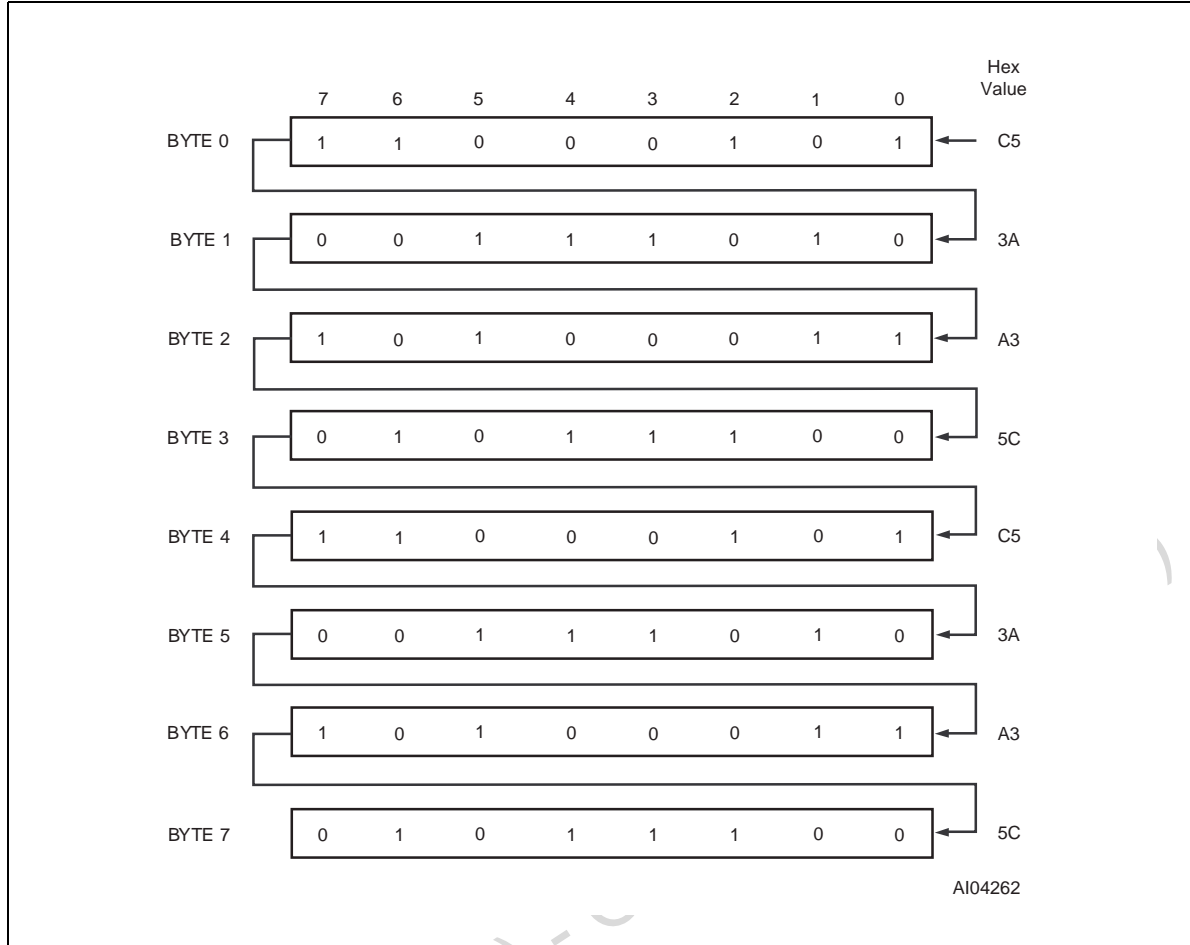 Hex
Value
7 6 5 4 3 2 1 0
BYTE 0 1 1 0 0 0 1 0 1 C5
BYTE 1 0 0 1 1 1 0 1 0 3A
BYTE 2 1 0 1 0 0 0 1 1 A3
BYTE 3 0 1 0 1 1 1 0 0 5C
BYTE 4 1 1 0 0 0 1 0 1 C5
BYTE 5 0 0 1 1 1 0 1 0 3A
BYTE 6 1 0 1 0 0 0 1 1 A3
BYTE 7 0 1 0 1 1 1 0 0 5C
AI04262